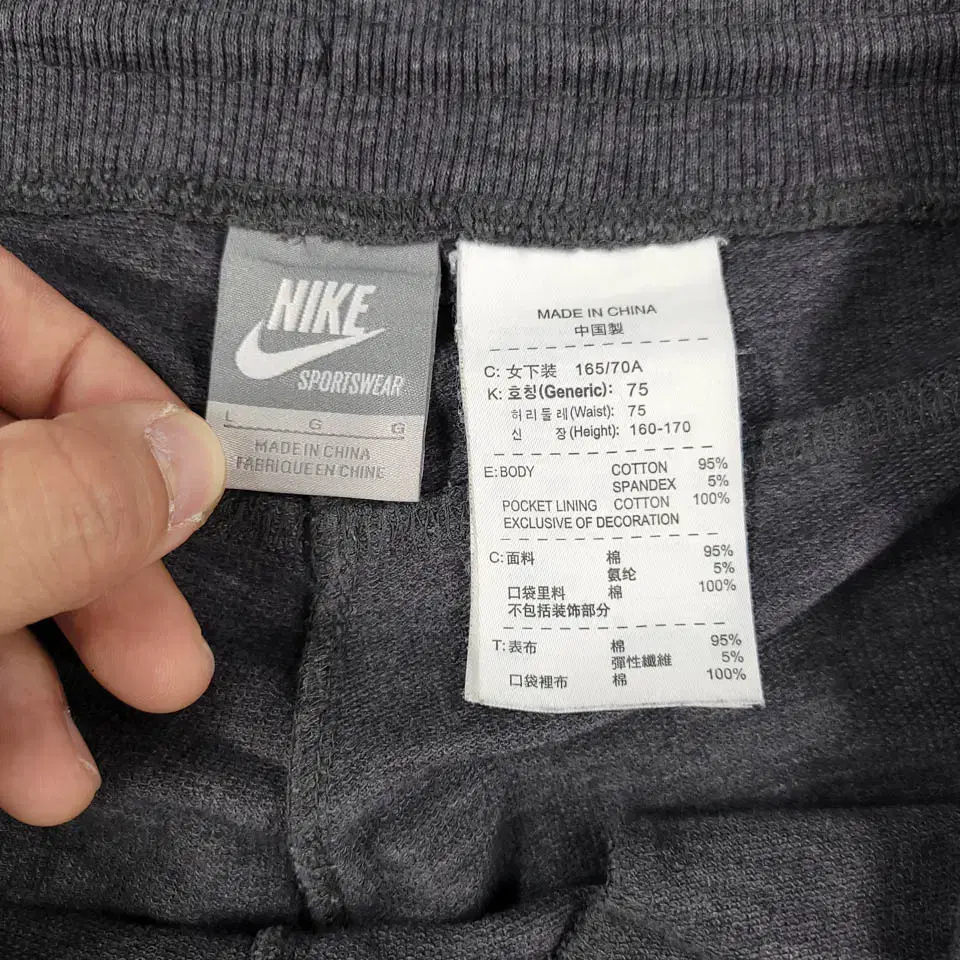 NIKE
SPORTSWEAR
L G G
MADE IN CHINA
FABRIQUE EN CHINE
MADE IN CHINA
中国製
C: 女下装 165/70A
K: 호칭(Generic): 75
허리둘레(Waist): 75
신 장(Height): 160-170
E: BODY COTTON 95%
SPANDEX 5%
POCKET LINING COTTON 100%
EXCLUSIVE OF DECORATION
C: 面料 棉 95%
氨纶 5%
口袋里料 棉 100%
不包括装饰部分
T: 表布 棉 95%
彈性纖維 5%
口袋裡布 棉 100%